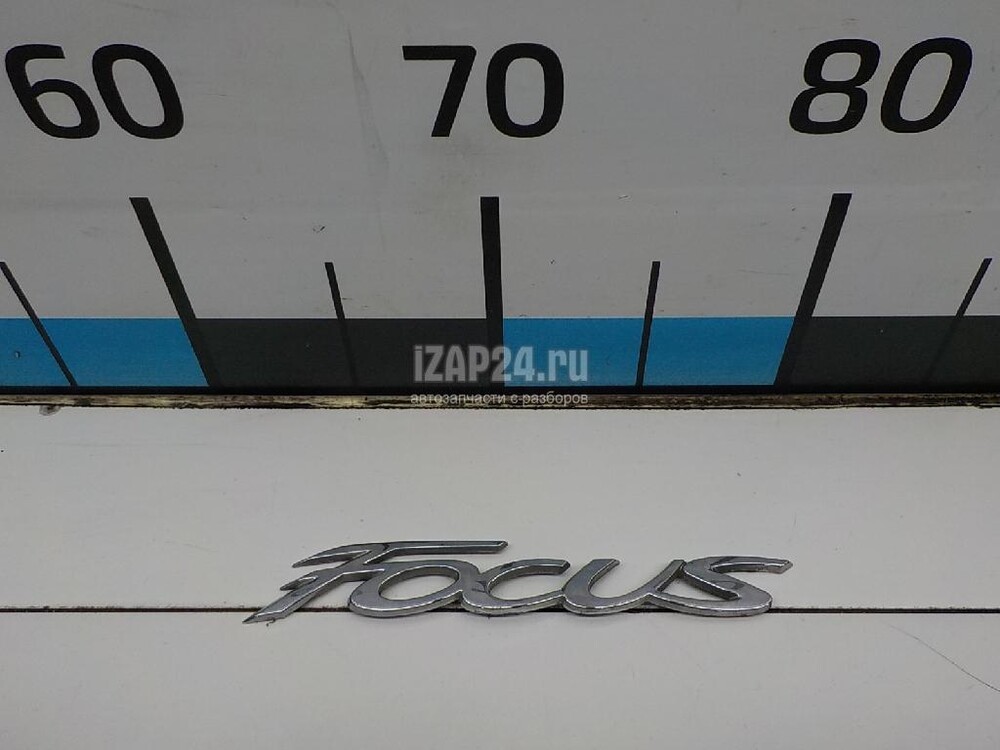 60 70 80
iZAP24.ru
автозапчасти с разборов
Focus